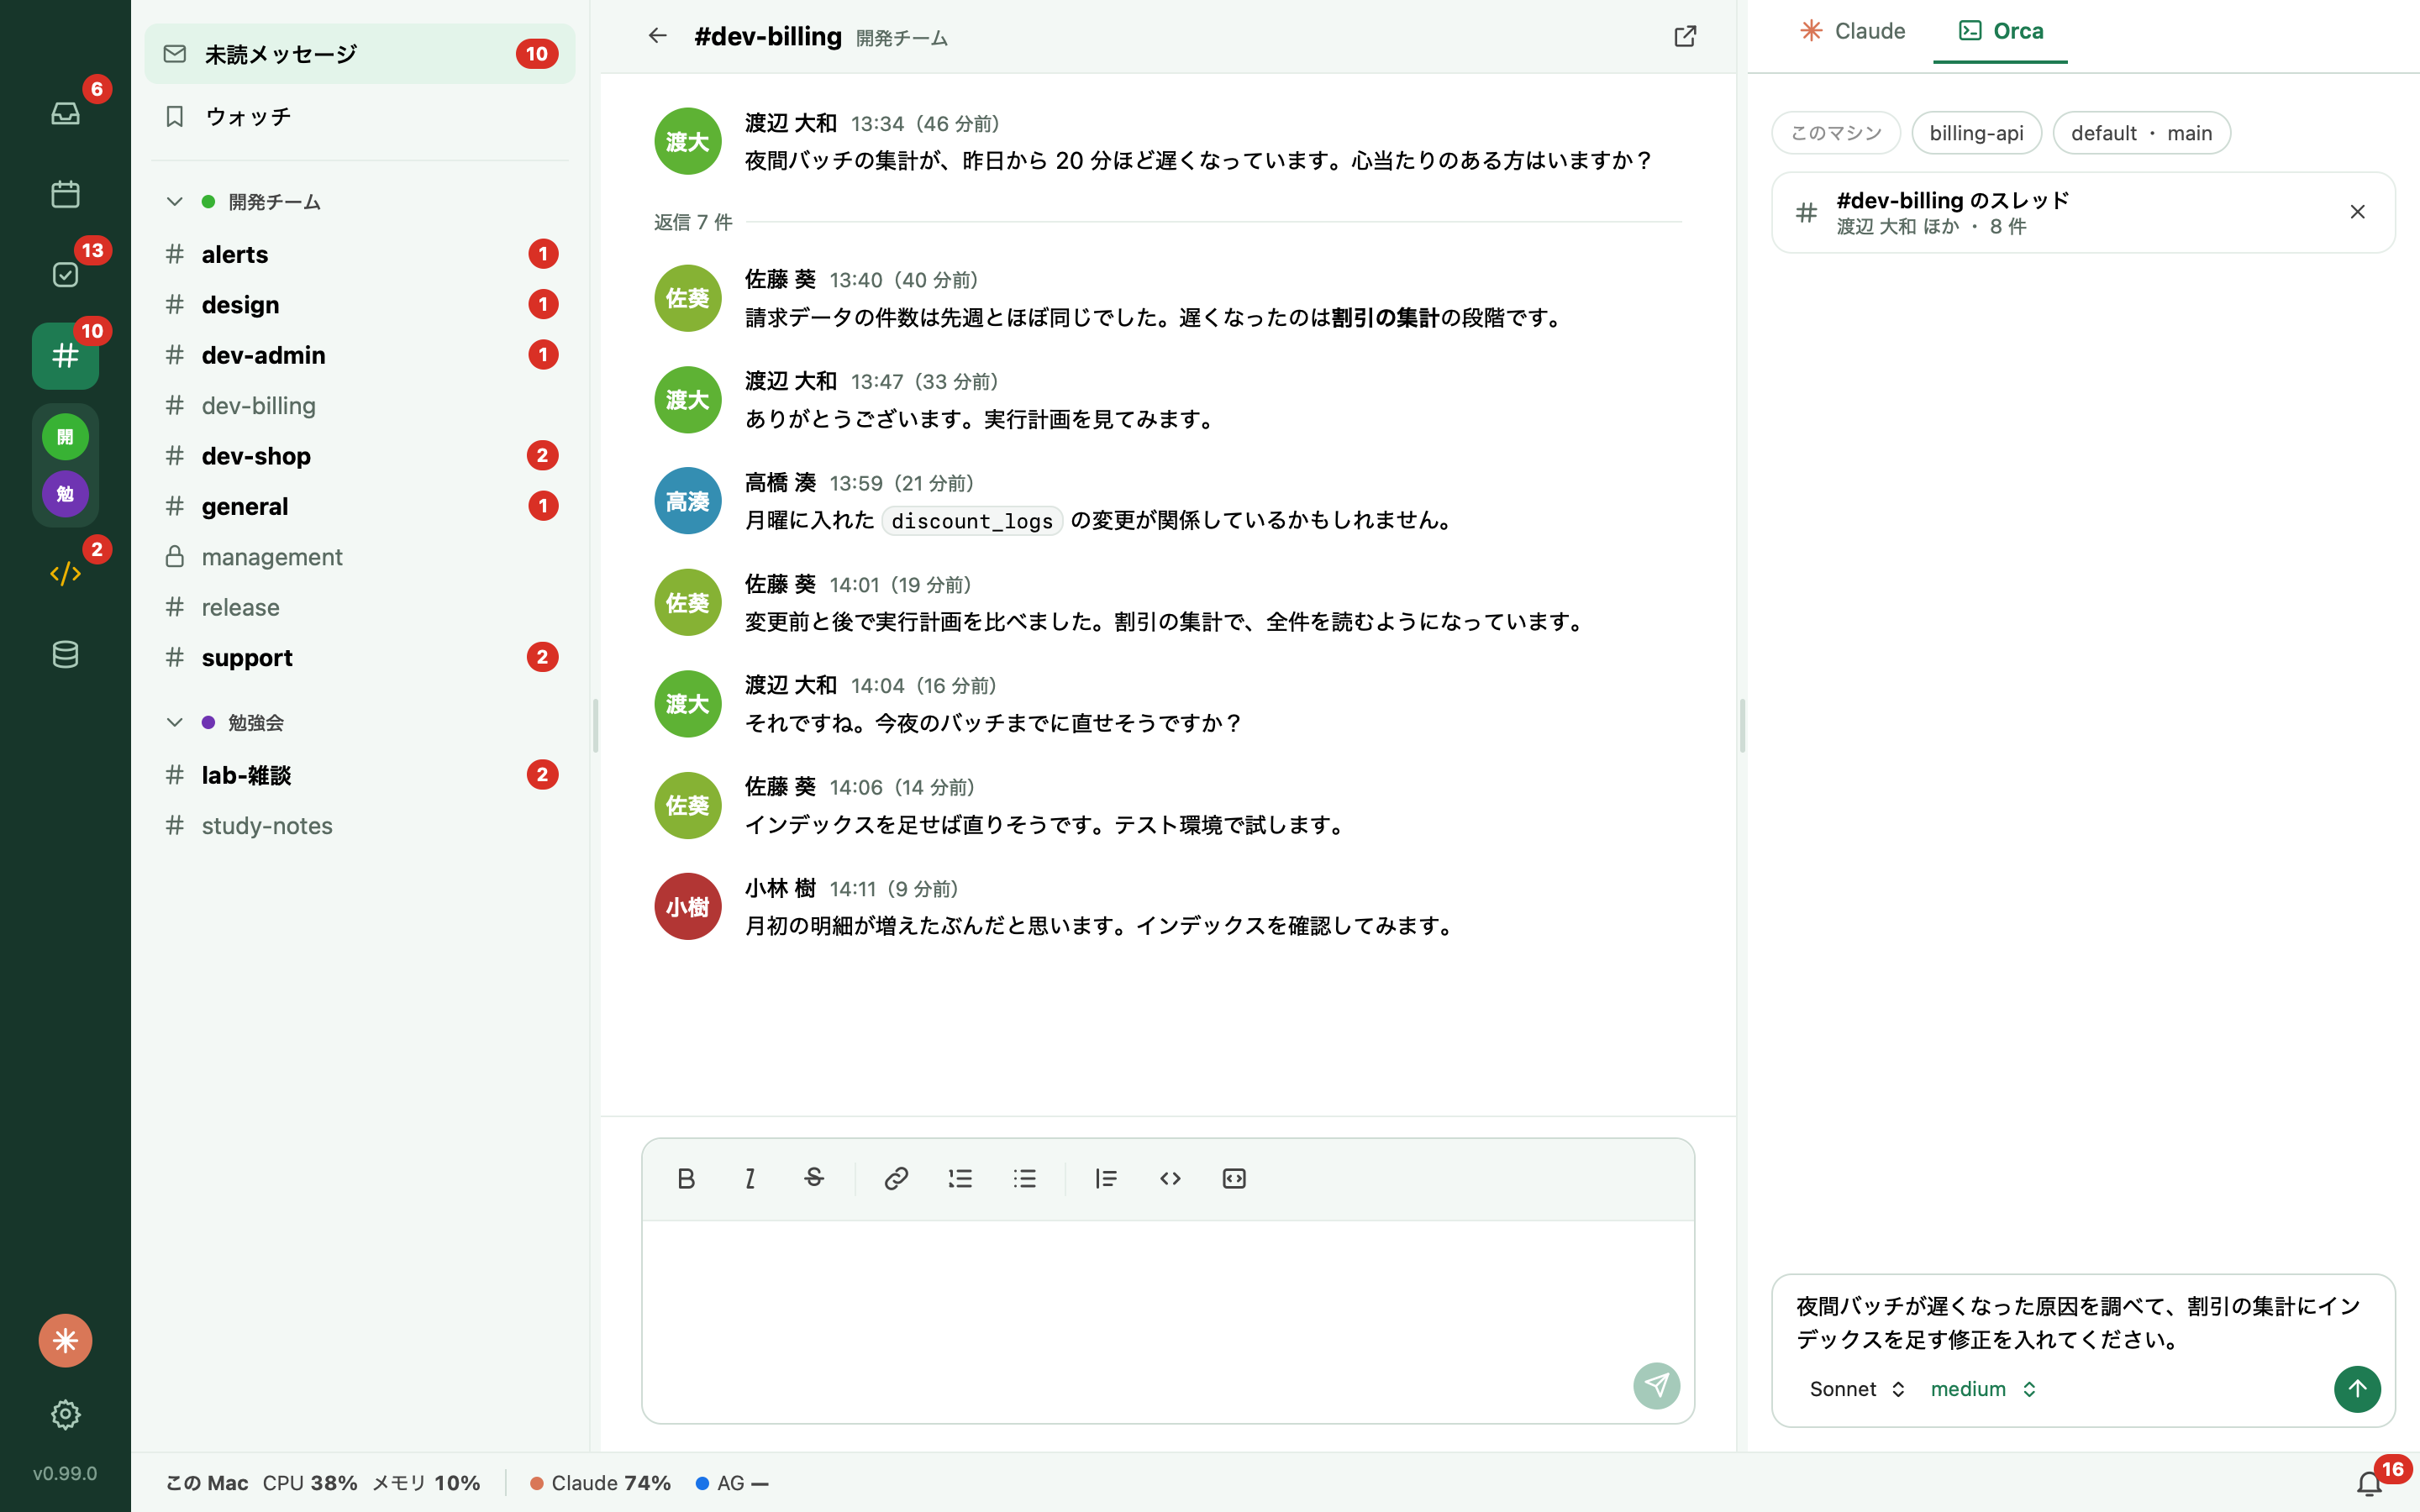 6
13
10
開
勉
2
v0.99.0
未読メッセージ 10
ウォッチ
開発チーム
# alerts 1
# design 1
# dev-admin 1
# dev-billing
# dev-shop 2
# general 1
management
# release
# support 2
勉強会
# lab-雑談 2
# study-notes
#dev-billing 開発チーム
渡大
渡辺 大和 13:34（46 分前）
夜間バッチの集計が、昨日から 20 分ほど遅くなっています。心当たりのある方はいますか？
返信 7 件
佐葵
佐藤 葵 13:40（40 分前）
請求データの件数は先週とほぼ同じでした。遅くなったのは割引の集計の段階です。
渡大
渡辺 大和 13:47（33 分前）
ありがとうございます。実行計画を見てみます。
高湊
高橋 湊 13:59（21 分前）
月曜に入れた discount_logs の変更が関係しているかもしれません。
佐葵
佐藤 葵 14:01（19 分前）
変更前と後で実行計画を比べました。割引の集計で、全件を読むようになっています。
渡大
渡辺 大和 14:04（16 分前）
それですね。今夜のバッチまでに直せそうですか？
佐葵
佐藤 葵 14:06（14 分前）
インデックスを足せば直りそうです。テスト環境で試します。
小樹
小林 樹 14:11（9 分前）
月初の明細が増えたぶんだと思います。インデックスを確認してみます。
Claude Orca
このマシン billing-api default · main
#dev-billing のスレッド
渡辺 大和 ほか · 8 件
夜間バッチが遅くなった原因を調べて、割引の集計にイン
デックスを足す修正を入れてください。
Sonnet medium
この Mac CPU 38% メモリ 10% Claude 74% AG —
16